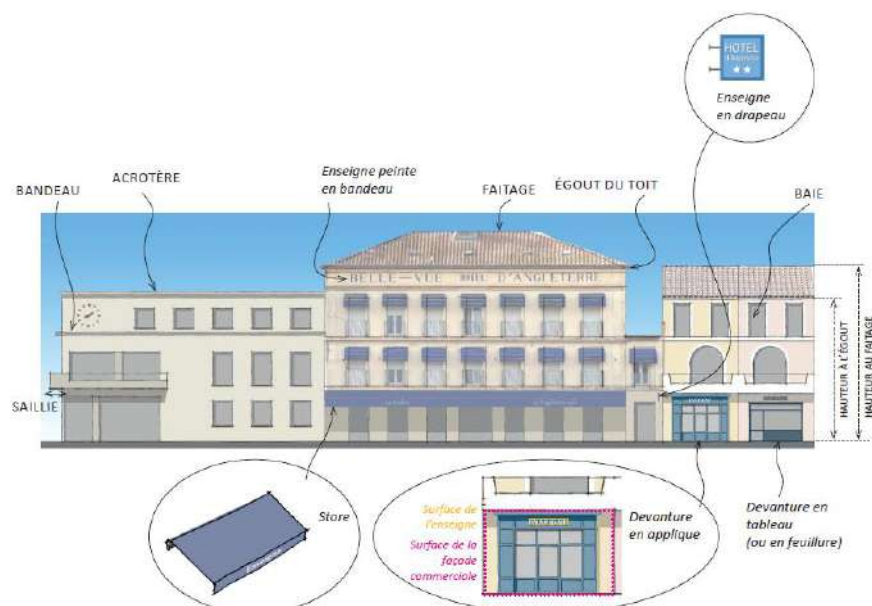 HOTEL
Enseigne
en drapeau
Enseigne peinte
en bandeau
ÉGOUT DU TOIT
ACROTÈRE
BANDEAU
FAITAGE
BAIE
BELLE-VUE
D'ANGLETERRE
HAUTEUR À L'ÉGOUT
HAUTEUR AU FAITAGE
SAILLIE
Store
Enseigne
Surface de
l'enseigne
Surface de la
façade
commerciale
Devanture
en applique
Devanture en
tableau
(ou en feuillure)